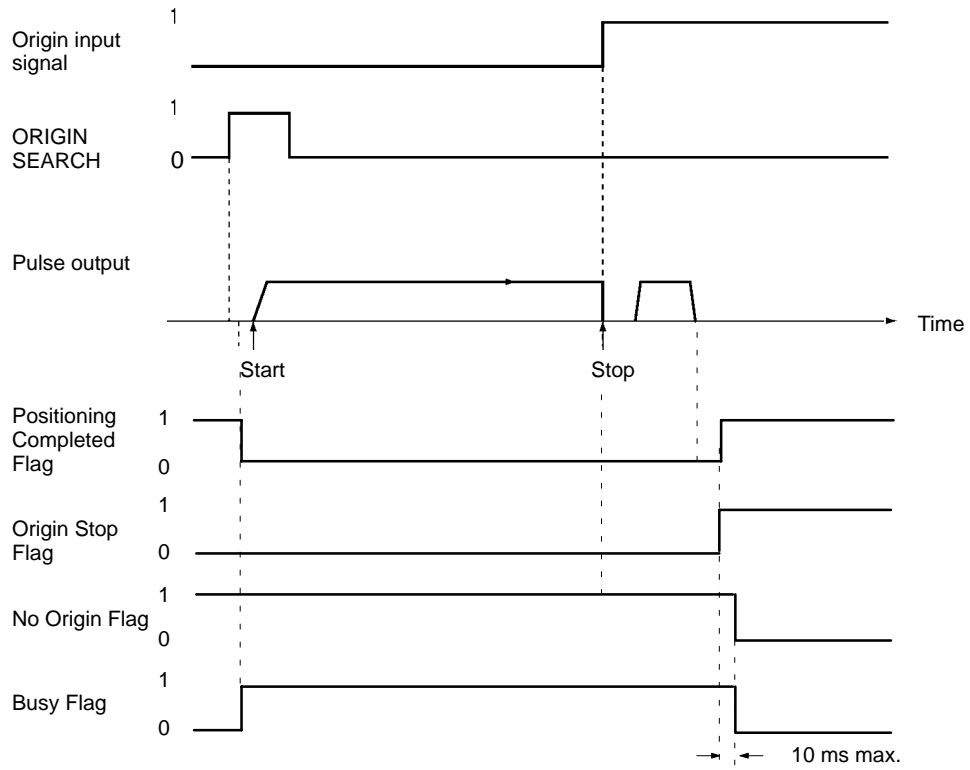 1
Origin input
signal
1
ORIGIN
SEARCH
0
Pulse output
Time
Start
Stop
Positioning
Completed
Flag
1
0
1
Origin Stop
Flag
0
1
No Origin Flag
0
1
Busy Flag
0
10 ms max.